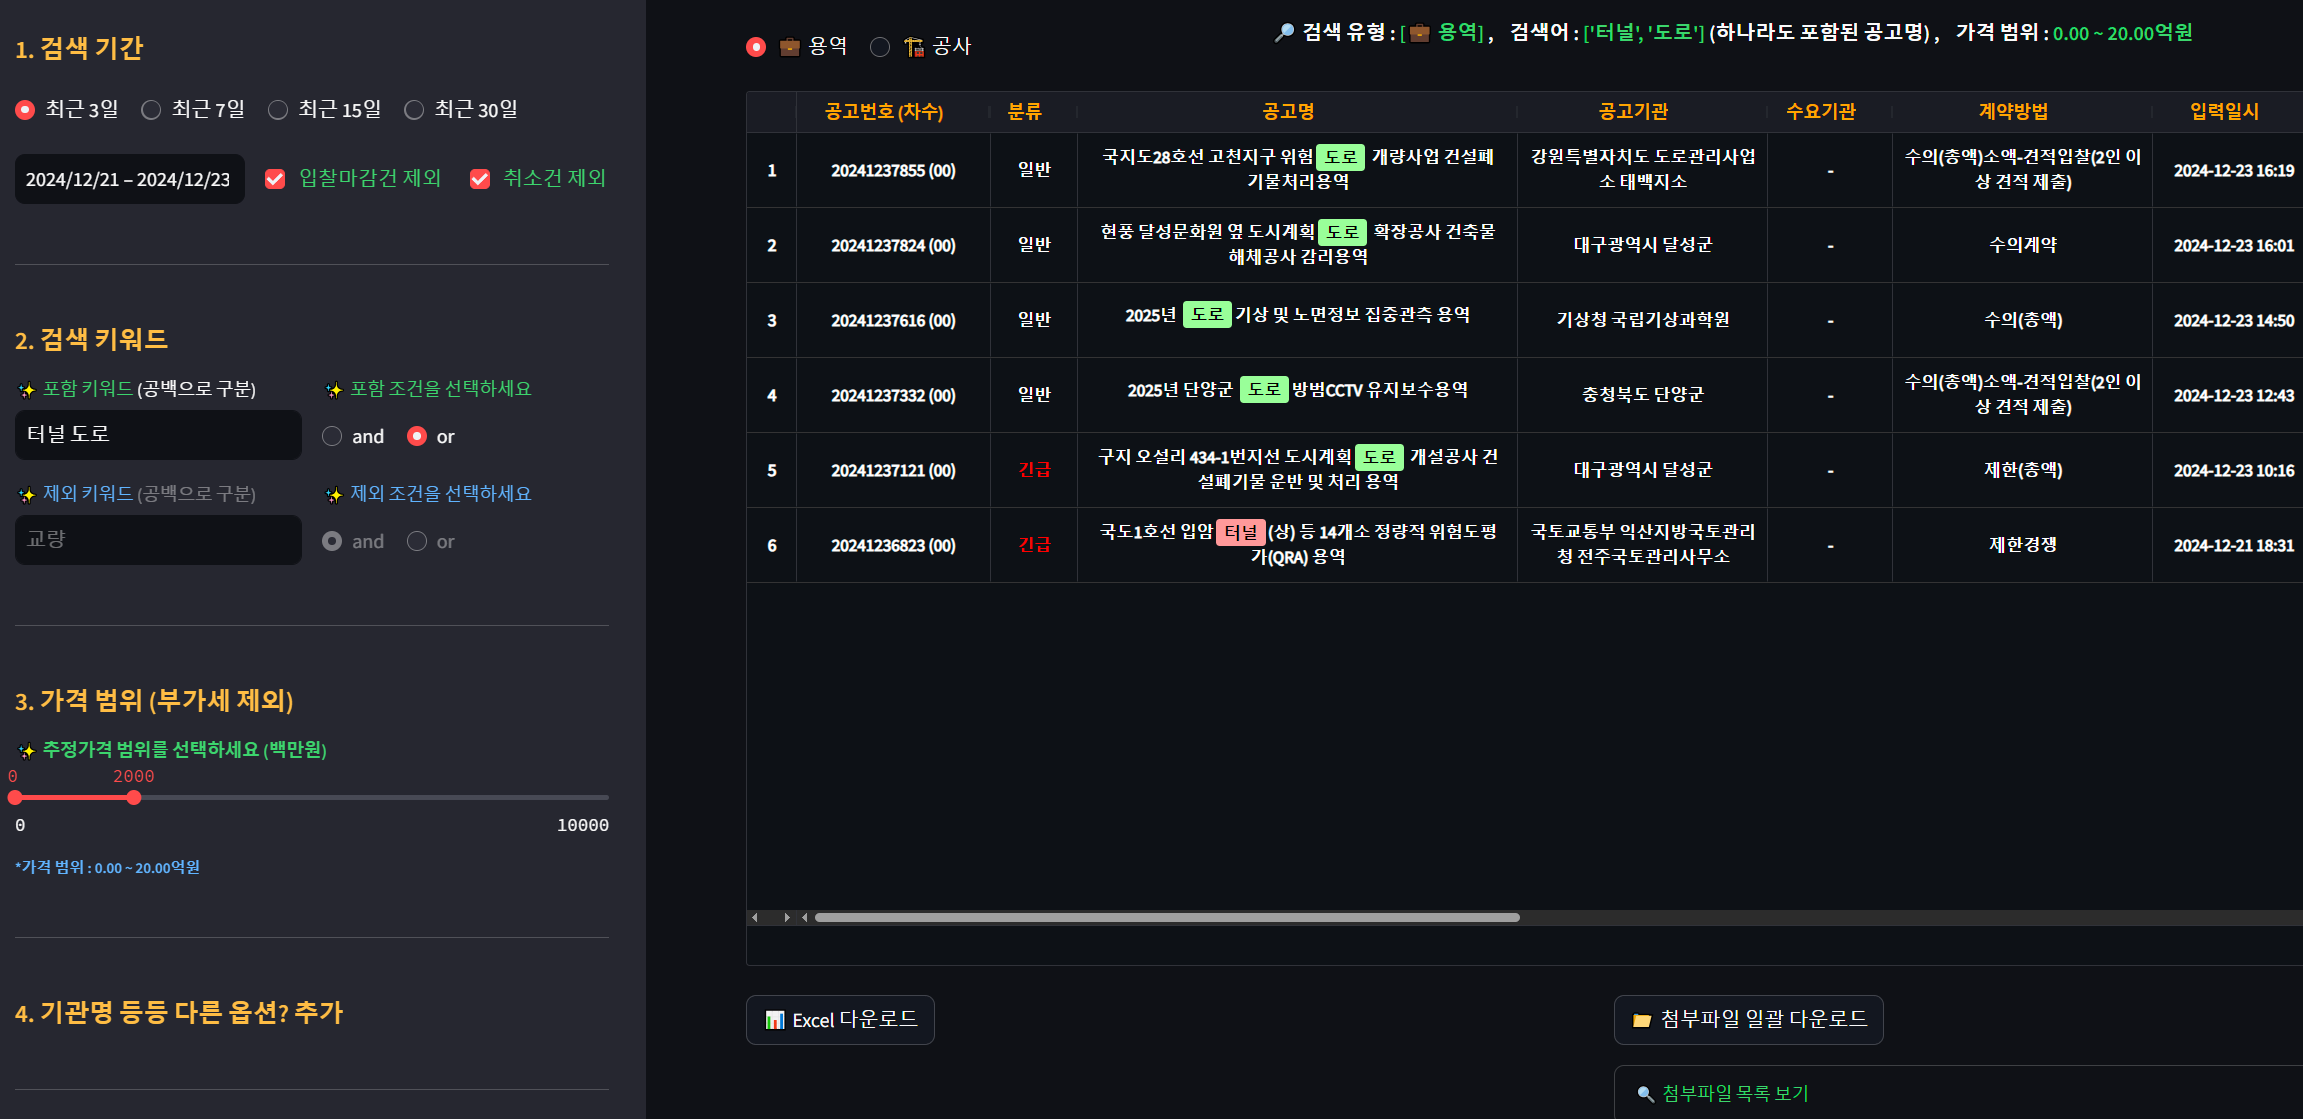 1. 검색 기간
최근 3일 최근 7일 최근 15일 최근 30일
2024/12/21 – 2024/12/23 입찰마감건 제외 취소건 제외
2. 검색 키워드
포함 키워드 (공백으로 구분) 포함 조건을 선택하세요
터널 도로 and or
제외 키워드 (공백으로 구분) 제외 조건을 선택하세요
교량 and or
3. 가격 범위 (부가세 제외)
추정가격 범위를 선택하세요 (백만원)
0 2000
0 10000
*가격 범위 : 0.00 ~ 20.00억원
4. 기관명 등등 다른 옵션? 추가
용역 공사
검색 유형 : [ 용역] , 검색어 : ['터널', '도로'] (하나라도 포함된 공고명) , 가격 범위 : 0.00 ~ 20.00억원
공고번호 (차수) 분류 공고명 공고기관 수요기관 계약방법 입력일시
1 20241237855 (00) 일반 국지도28호선 고천지구 위험 도로 개량사업 건설폐 강원특별자치도 도로관리사업 - 수의(총액)소액-견적입찰(2인 이 2024-12-23 16:19
기물처리용역 소 태백지소 상 견적 제출)
2 20241237824 (00) 일반 현풍 달성문화원 옆 도시계획 도로 확장공사 건축물 대구광역시 달성군 - 수의계약 2024-12-23 16:01
해체공사 감리용역
3 20241237616 (00) 일반 2025년 도로 기상 및 노면정보 집중관측 용역 기상청 국립기상과학원 - 수의(총액) 2024-12-23 14:50
4 20241237332 (00) 일반 2025년 단양군 도로 방범CCTV 유지보수용역 충청북도 단양군 - 수의(총액)소액-견적입찰(2인 이 2024-12-23 12:43
상 견적 제출)
5 20241237121 (00) 긴급 구지 오설리 434-1번지선 도시계획 도로 개설공사 건 대구광역시 달성군 - 제한(총액) 2024-12-23 10:16
설폐기물 운반 및 처리 용역
6 20241236823 (00) 긴급 국도1호선 입암 터널 (상) 등 14개소 정량적 위험도평 국토교통부 익산지방국토관리 - 제한경쟁 2024-12-21 18:31
가(QRA) 용역 청 전주국토관리사무소
Excel 다운로드 첨부파일 일괄 다운로드
첨부파일 목록 보기